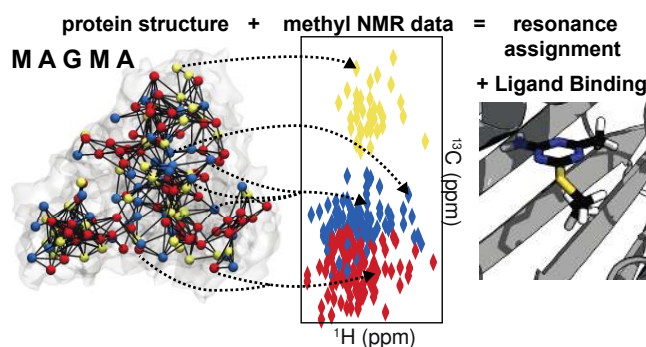 protein structure + methyl NMR data = resonance
assignment
MAGMA
+ Ligand Binding
¹³C (ppm)
¹H (ppm)